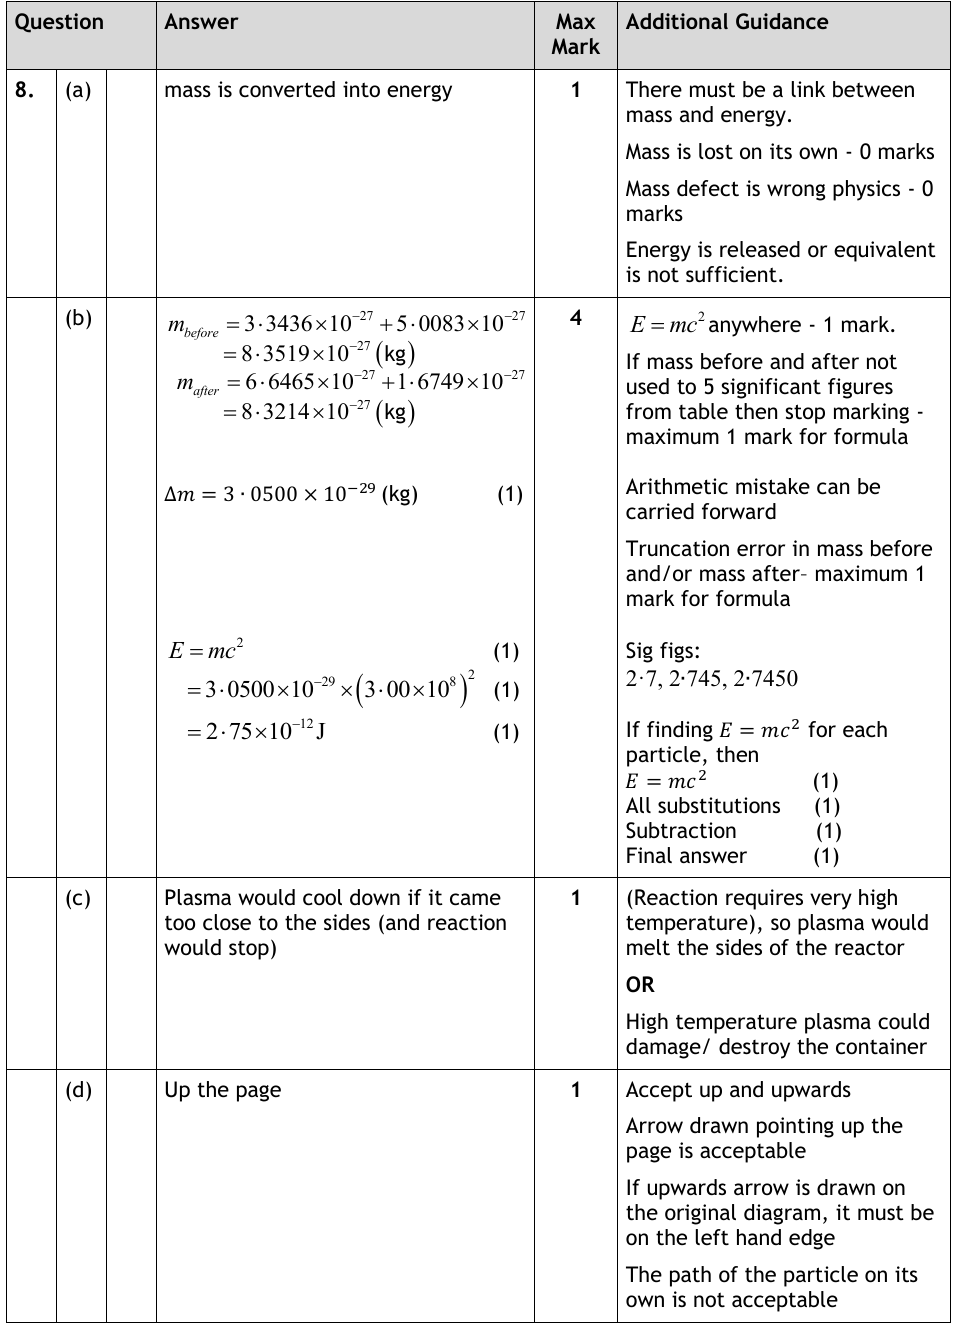 Question Answer Max Mark Additional Guidance
8. (a) mass is converted into energy 1 There must be a link between
mass and energy.
Mass is lost on its own - 0 marks
Mass defect is wrong physics - 0
marks
Energy is released or equivalent
is not sufficient.
(b)
m_before = 3·3436×10⁻²⁷ + 5·0083×10⁻²⁷
= 8·3519×10⁻²⁷ (kg)
m_after = 6·6465×10⁻²⁷ + 1·6749×10⁻²⁷
= 8·3214×10⁻²⁷ (kg)
Δm = 3·0500 × 10⁻²⁹ (kg) (1)
E = mc² (1)
= 3·0500×10⁻²⁹ × (3·00×10⁸)² (1)
= 2·75×10⁻¹² J (1)
4
E = mc² anywhere - 1 mark.
If mass before and after not
used to 5 significant figures
from table then stop marking -
maximum 1 mark for formula
Arithmetic mistake can be
carried forward
Truncation error in mass before
and/or mass after– maximum 1
mark for formula
Sig figs:
2·7, 2·745, 2·7450
If finding E = mc² for each
particle, then
E = mc² (1)
All substitutions (1)
Subtraction (1)
Final answer (1)
(c)
Plasma would cool down if it came
too close to the sides (and reaction
would stop)
1
(Reaction requires very high
temperature), so plasma would
melt the sides of the reactor
OR
High temperature plasma could
damage/ destroy the container
(d) Up the page 1 Accept up and upwards
Arrow drawn pointing up the
page is acceptable
If upwards arrow is drawn on
the original diagram, it must be
on the left hand edge
The path of the particle on its
own is not acceptable